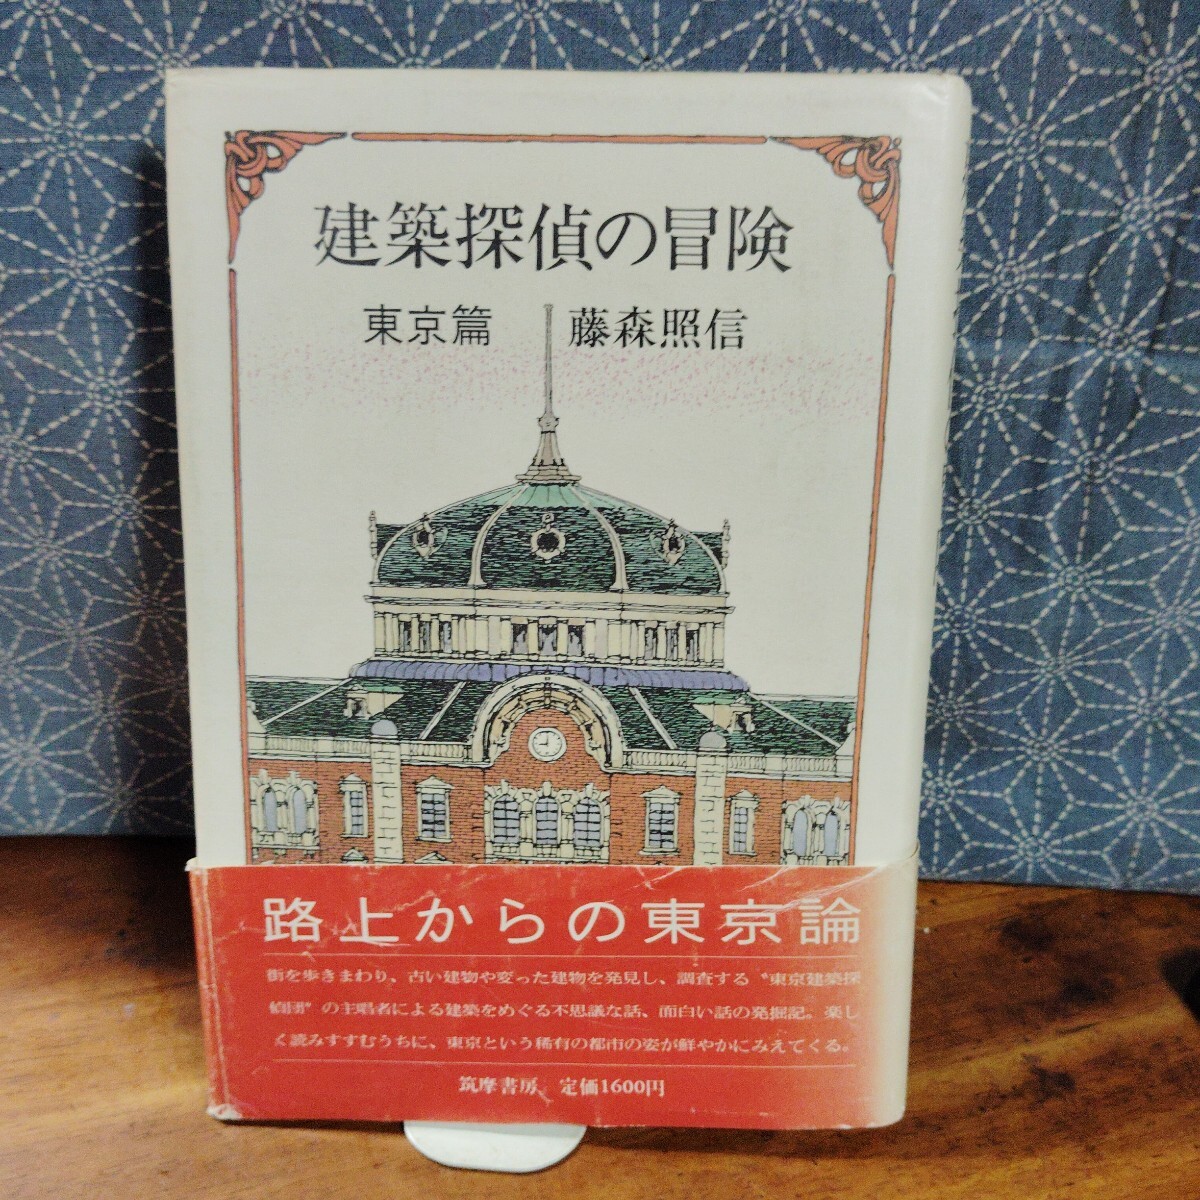 建築探偵の冒険
東京篇 藤森照信
路上からの東京論
街を歩きまわり、古い建物や変った建物を発見し、調査する〝東京建築探
偵団〟の主唱者による建築をめぐる不思議な話、面白い話の発掘記。楽し
く読みすすむうちに、東京という稀有の都市の姿が鮮やかにみえてくる。
筑摩書房 定価1600円